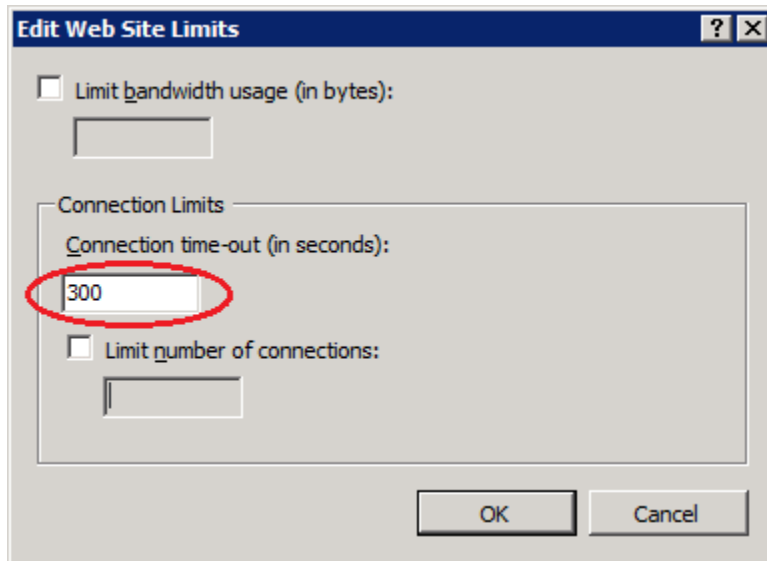 Edit Web Site Limits
Limit bandwidth usage (in bytes):
Connection Limits
Connection time-out (in seconds):
300
Limit number of connections:
OK Cancel